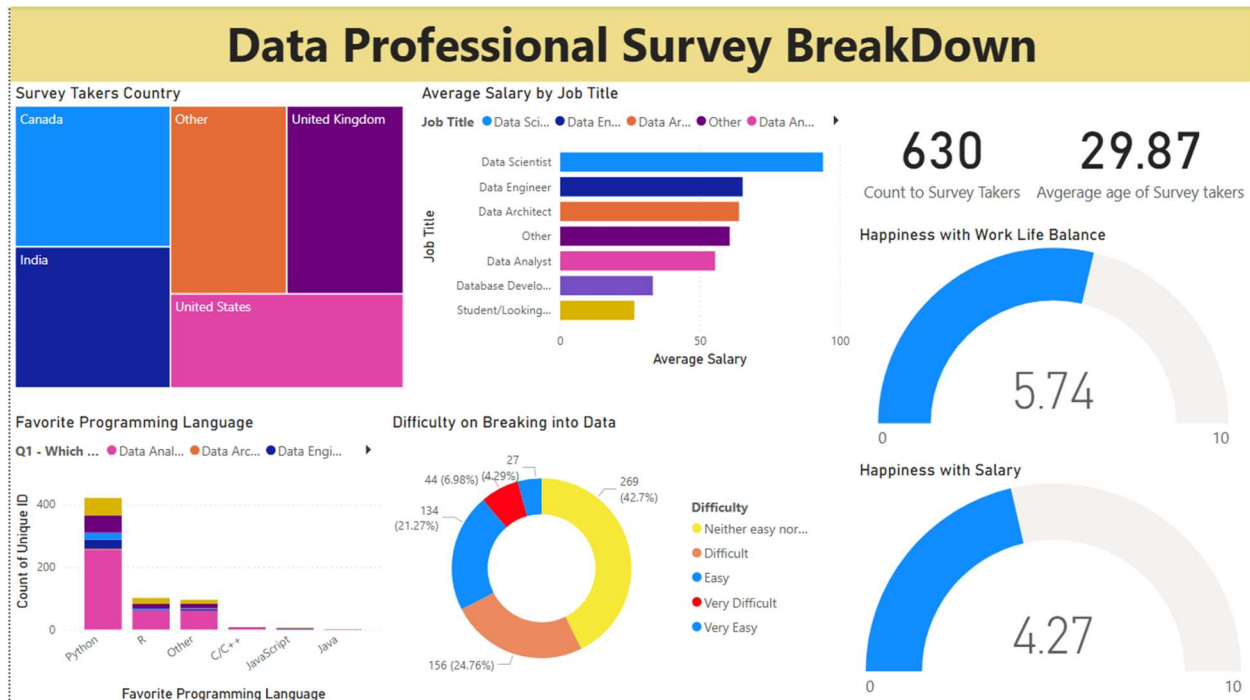 Data Professional Survey BreakDown
Survey Takers Country
Canada
Other
United Kingdom
India
United States
Average Salary by Job Title
Job Title Data Sci... Data En... Data Ar... Other Data An...
Job Title
Data Scientist
Data Engineer
Data Architect
Other
Data Analyst
Database Develo...
Student/Looking...
0 50 100
Average Salary
630
Count to Survey Takers
29.87
Avgerage age of Survey takers
Happiness with Work Life Balance
5.74
0 10
Favorite Programming Language
Q1 - Which ... Data Anal... Data Arc... Data Engi...
Count of Unique ID
400
200
0
Python R Other C/C++ JavaScript Java
Favorite Programming Language
Difficulty on Breaking into Data
27
(4.29%)
44 (6.98%)
134
(21.27%)
269
(42.7%)
156 (24.76%)
Difficulty
Neither easy nor...
Difficult
Easy
Very Difficult
Very Easy
Happiness with Salary
4.27
0 10